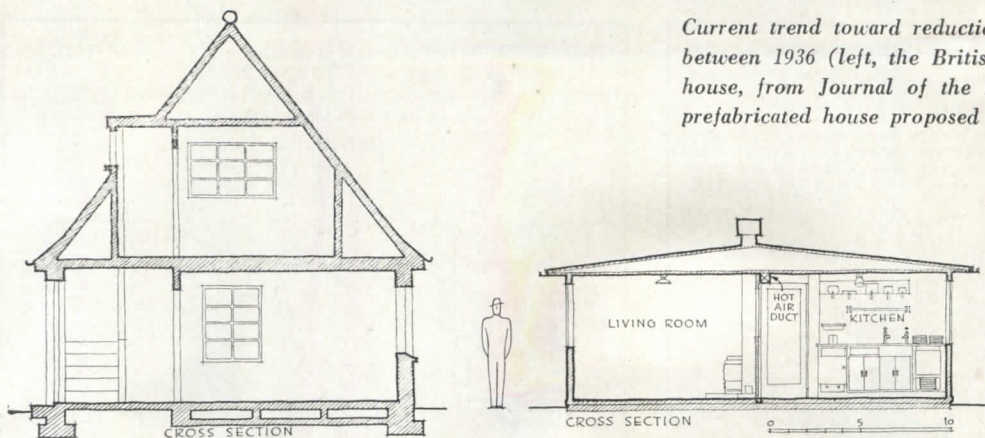 Current trend toward reductio
between 1936 (left, the Britis
house, from Journal of the
prefabricated house proposed
LIVING ROOM
HOT
AIR
DUCT
KITCHEN
CROSS SECTION
CROSS SECTION
0 5 10